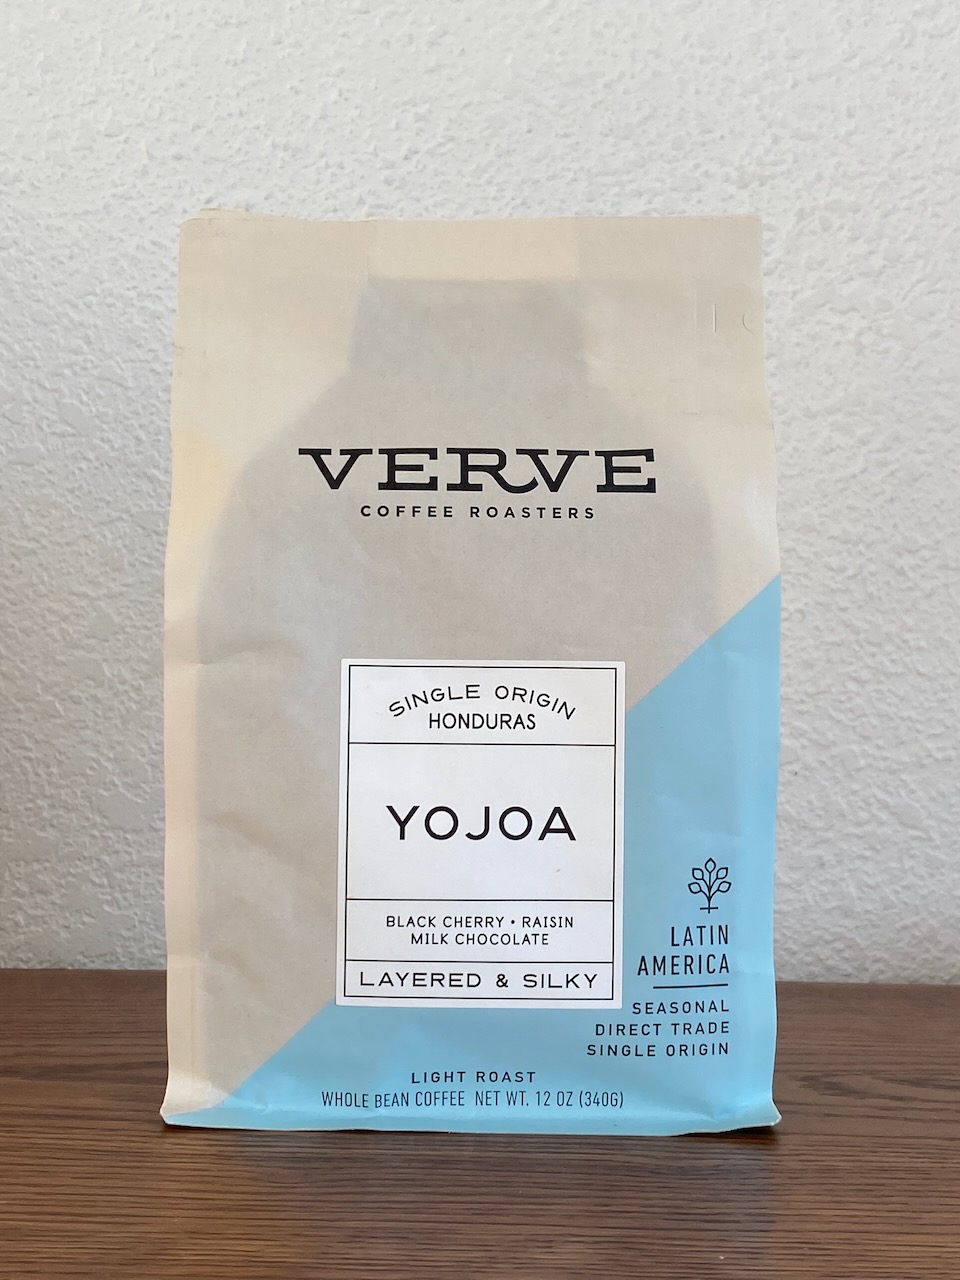 VERVE
COFFEE ROASTERS
SINGLE ORIGIN
HONDURAS
YOJOA
BLACK CHERRY • RAISIN
MILK CHOCOLATE
LAYERED & SILKY
LATIN
AMERICA
SEASONAL
DIRECT TRADE
SINGLE ORIGIN
LIGHT ROAST
WHOLE BEAN COFFEE NET WT. 12 OZ (340G)